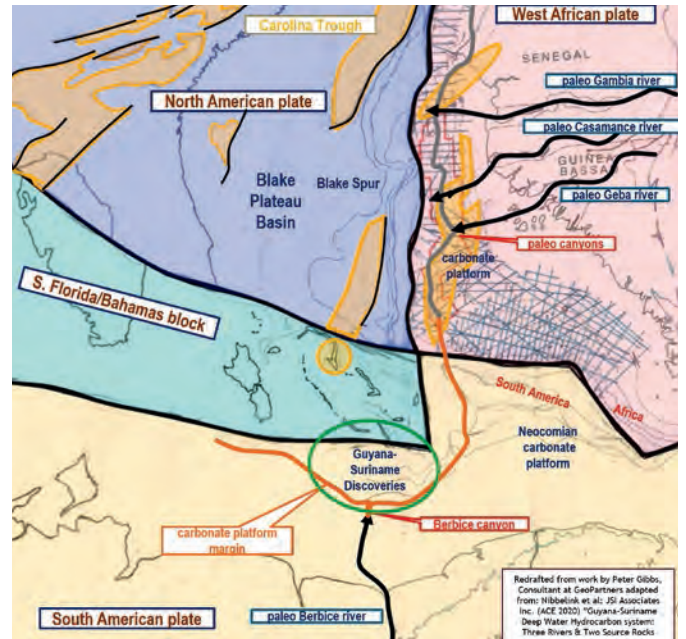 Carolina Trough
West African plate
SENEGAL
paleo Gambia river
North American plate
paleo Casamance river
GUINEA
BASSA
Blake
Plateau
Basin
Blake Spur
paleo Geba river
paleo canyons
carbonate
platform
S. Florida/Bahamas block
South America
Africa
Neocomian
carbonate
platform
Guyana-
Suriname
Discoveries
carbonate platform
margin
Berbice canyon
South American plate
paleo Berbice river
Redrafted from work by Peter Gibbs,
Consultant at GeoPartners adapted
from: Nibbelink et al; JSI Associates
Inc. (ACE 2020) "Guyana-Suriname
Deep Water Hydrocarbon system:
Three Rivers & Two Source Rocks